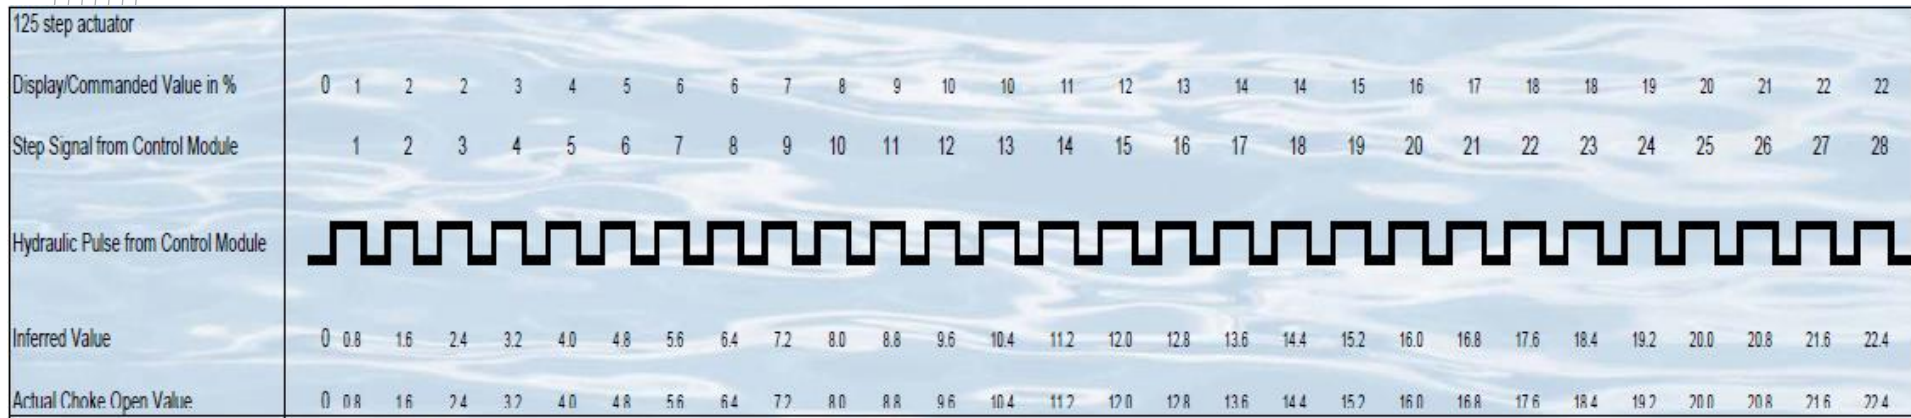 125 step actuator
Display/Commanded Value in % 0 1 2 2 3 4 5 6 6 7 8 9 10 10 11 12 13 14 14 15 16 17 18 18 19 20 21 22 22
Step Signal from Control Module 1 2 3 4 5 6 7 8 9 10 11 12 13 14 15 16 17 18 19 20 21 22 23 24 25 26 27 28
Hydraulic Pulse from Control Module
Inferred Value 0 0.8 1.6 2.4 3.2 4.0 4.8 5.6 6.4 7.2 8.0 8.8 9.6 10.4 11.2 12.0 12.8 13.6 14.4 15.2 16.0 16.8 17.6 18.4 19.2 20.0 20.8 21.6 22.4
Actual Choke Open Value 0 0.8 1.6 2.4 3.2 4.0 4.8 5.6 6.4 7.2 8.0 8.8 9.6 10.4 11.2 12.0 12.8 13.6 14.4 15.2 16.0 16.8 17.6 18.4 19.2 20.0 20.8 21.6 22.4